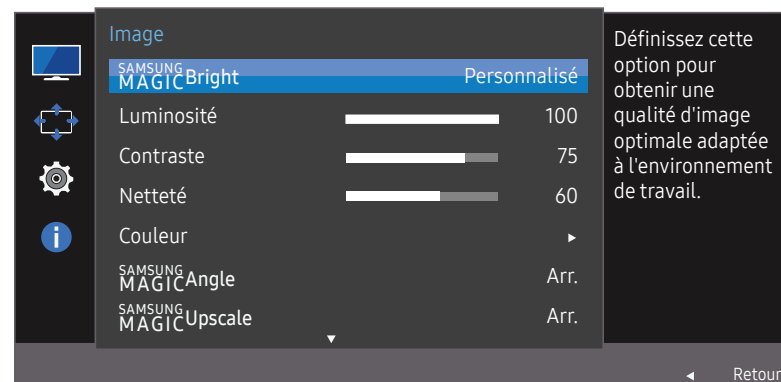 Image
SAMSUNG MAGIC Bright Personnalisé
Luminosité 100
Contraste 75
Netteté 60
Couleur ▸
SAMSUNG MAGIC Angle Arr.
SAMSUNG MAGIC Upscale Arr.
▾
Définissez cette
option pour
obtenir une
qualité d'image
optimale adaptée
à l'environnement
de travail.
◂ Retour